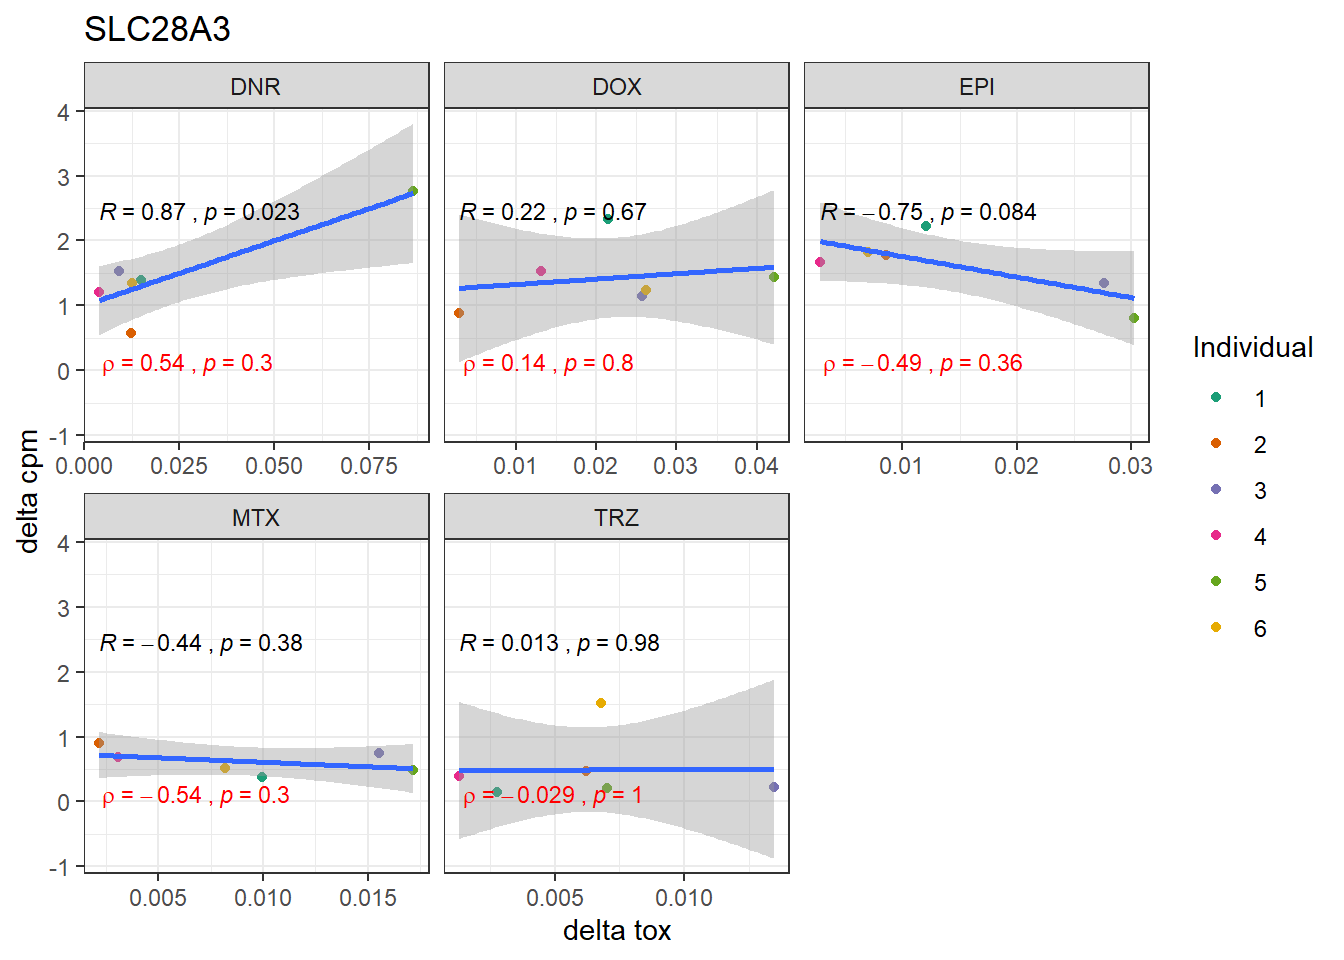 SLC28A3
DNR
DOX
EPI
4
3
2
1
0
-1
R = 0.87 , p = 0.023
R = 0.22 , p = 0.67
R = −0.75 , p = 0.084
ρ = 0.54 , p = 0.3
ρ = 0.14 , p = 0.8
ρ = −0.49 , p = 0.36
0.000 0.025 0.050 0.075
0.01 0.02 0.03 0.04
0.01 0.02 0.03
delta cpm
MTX
TRZ
4
3
2
1
0
-1
R = −0.44 , p = 0.38
R = 0.013 , p = 0.98
ρ = −0.54 , p = 0.3
ρ = −0.029 , p = 1
0.005 0.010 0.015
0.005 0.010
delta tox
Individual
1
2
3
4
5
6